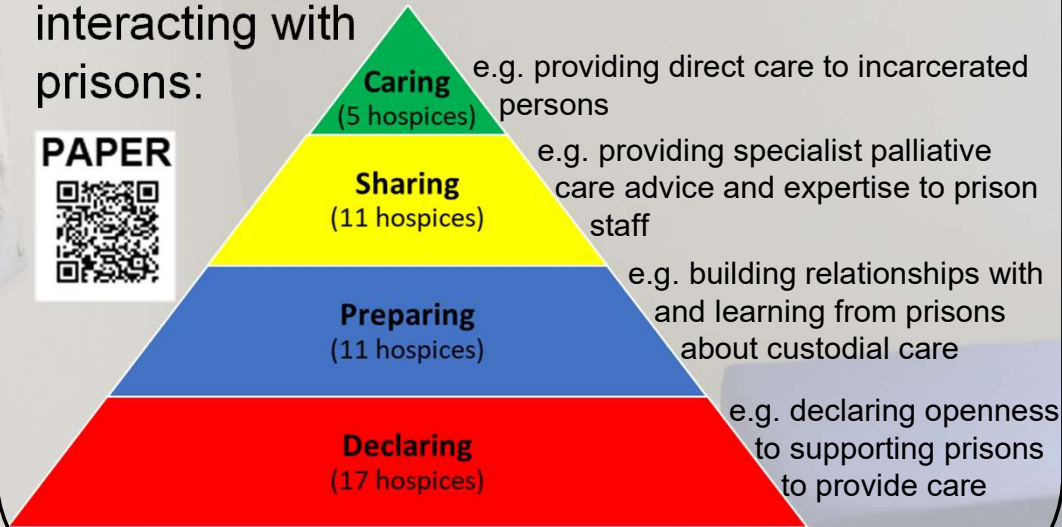 interacting with
prisons:
PAPER
Caring
(5 hospices)
e.g. providing direct care to incarcerated
persons
Sharing
(11 hospices)
e.g. providing specialist palliative
care advice and expertise to prison
staff
Preparing
(11 hospices)
e.g. building relationships with
and learning from prisons
about custodial care
Declaring
(17 hospices)
e.g. declaring openness
to supporting prisons
to provide care